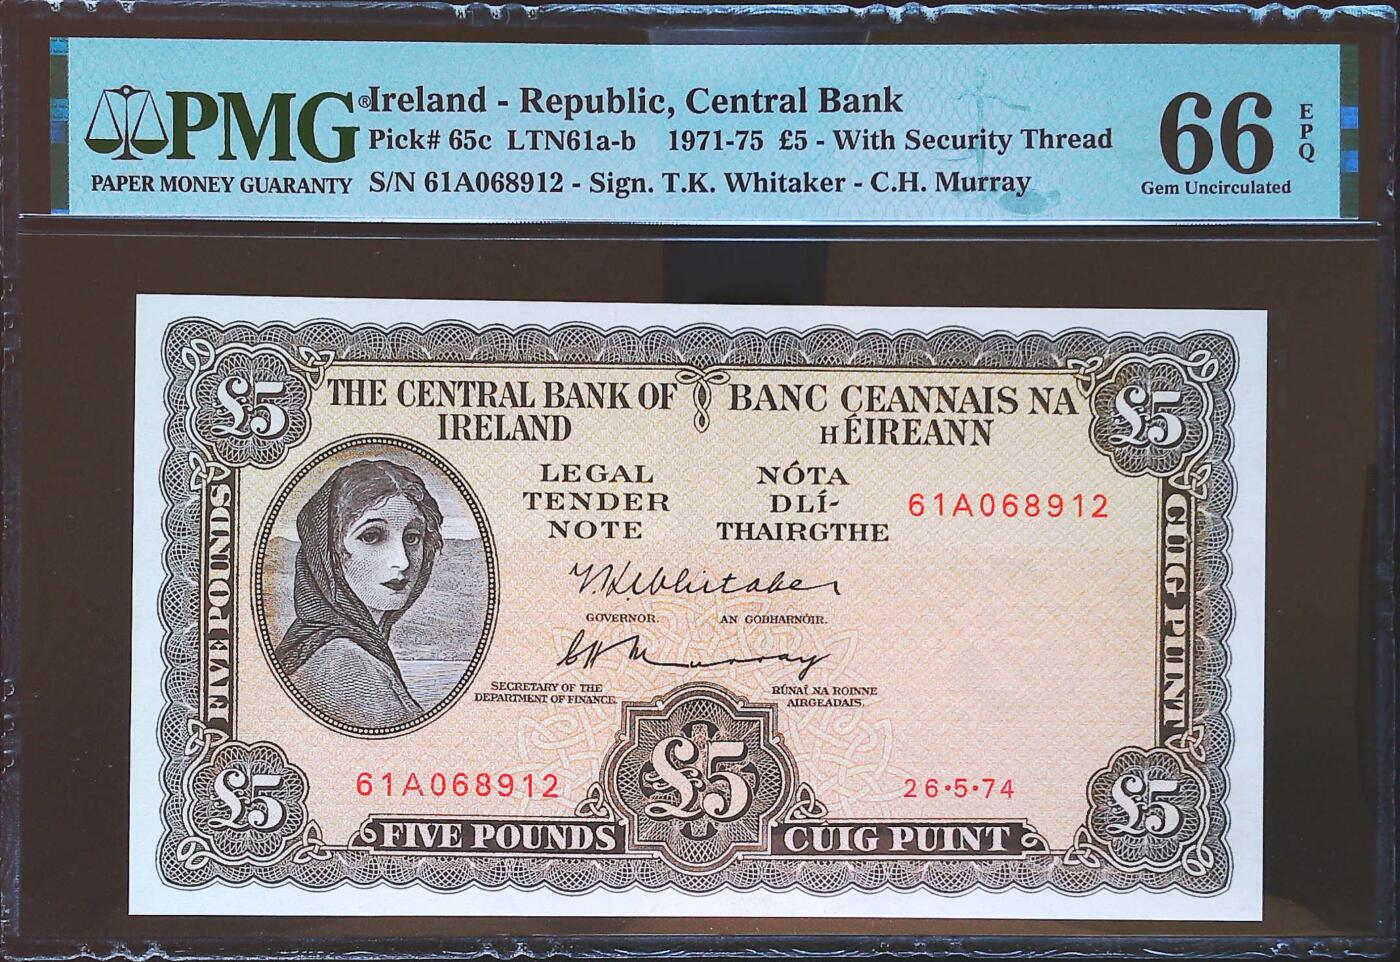 PMG®
PAPER MONEY GUARANTY
Ireland - Republic, Central Bank
Pick# 65c LTN61a-b 1971-75 £5 - With Security Thread
S/N 61A068912 - Sign. T.K. Whitaker - C.H. Murray
66
EPQ
Gem Uncirculated
£5
£5
THE CENTRAL BANK OF
IRELAND
BANC CEANNAIS NA
hÉIREANN
LEGAL
TENDER
NOTE
NÓTA
DLÍ-
THAIRGTHE
61A068912
T.K. Whitaker
GOVERNOR.
AN GOBHARNÓIR.
C H Murray
SECRETARY OF THE
DEPARTMENT OF FINANCE.
RÚNAÍ NA ROINNE
AIRGEADAIS.
FIVE POUNDS
CÚIG PUINT
61A068912
£5
26·5·74
£5
£5
FIVE POUNDS
CÚIG PUINT